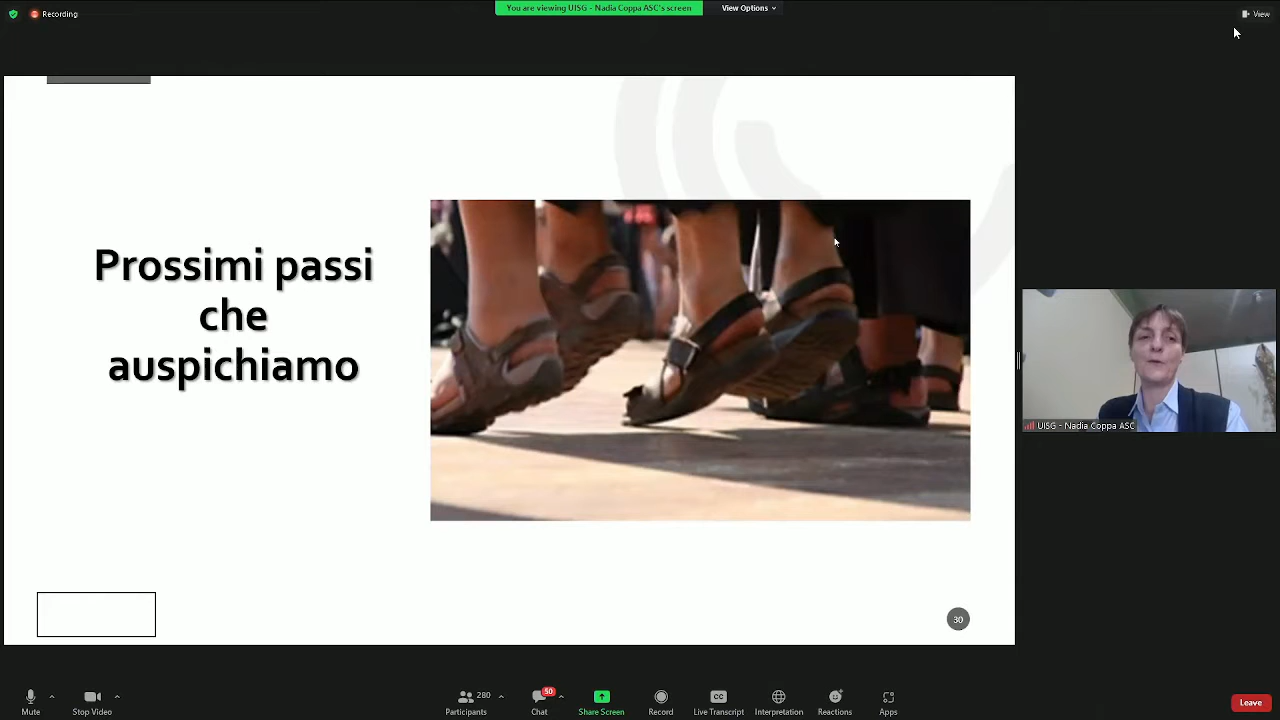 Recording
You are viewing UISG - Nadia Coppa ASC's screen
View Options
View
Prossimi passi
che
auspichiamo
UISG - Nadia Coppa ASC
30
Mute
Stop Video
280
Participants
50
Chat
Share Screen
Record
CC
Live Transcript
Interpretation
Reactions
Apps
Leave